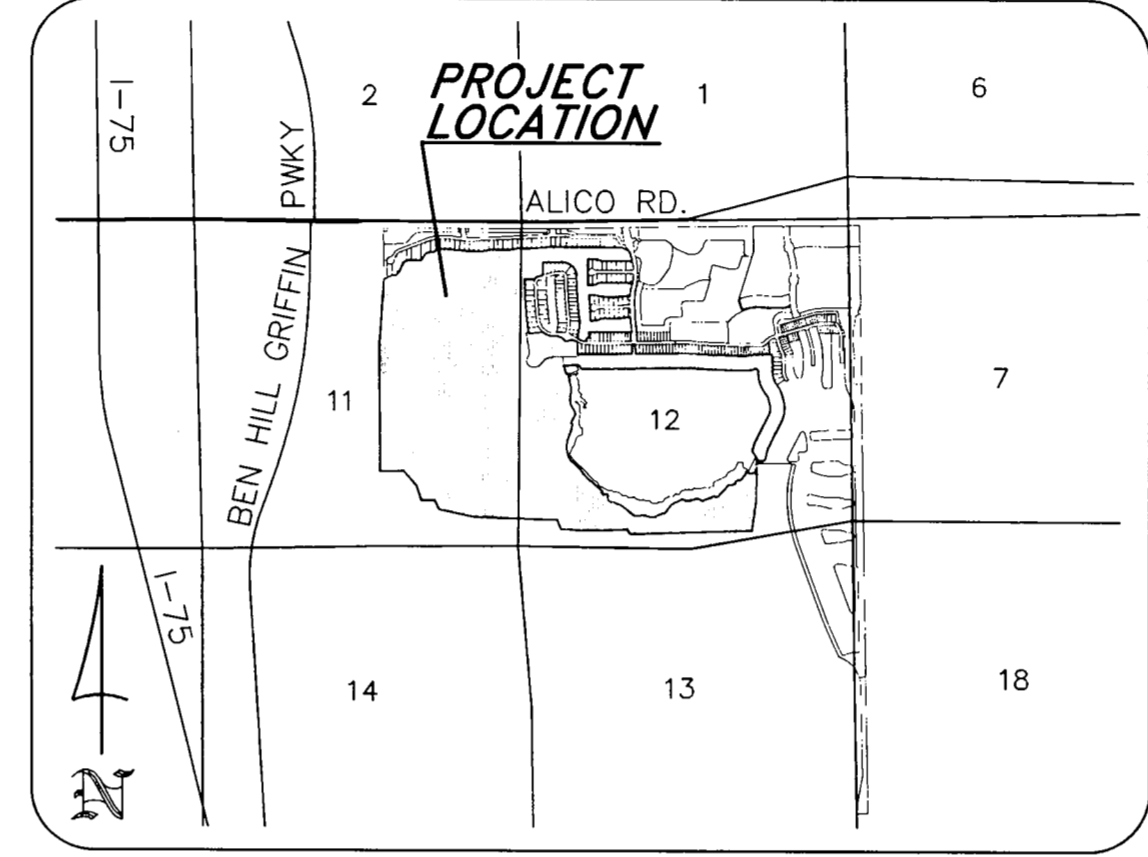 I-75
2
PROJECT
LOCATION
1
6
PWKY
ALICO RD.
BEN HILL GRIFFIN
11
12
7
I-75
14
13
18
N